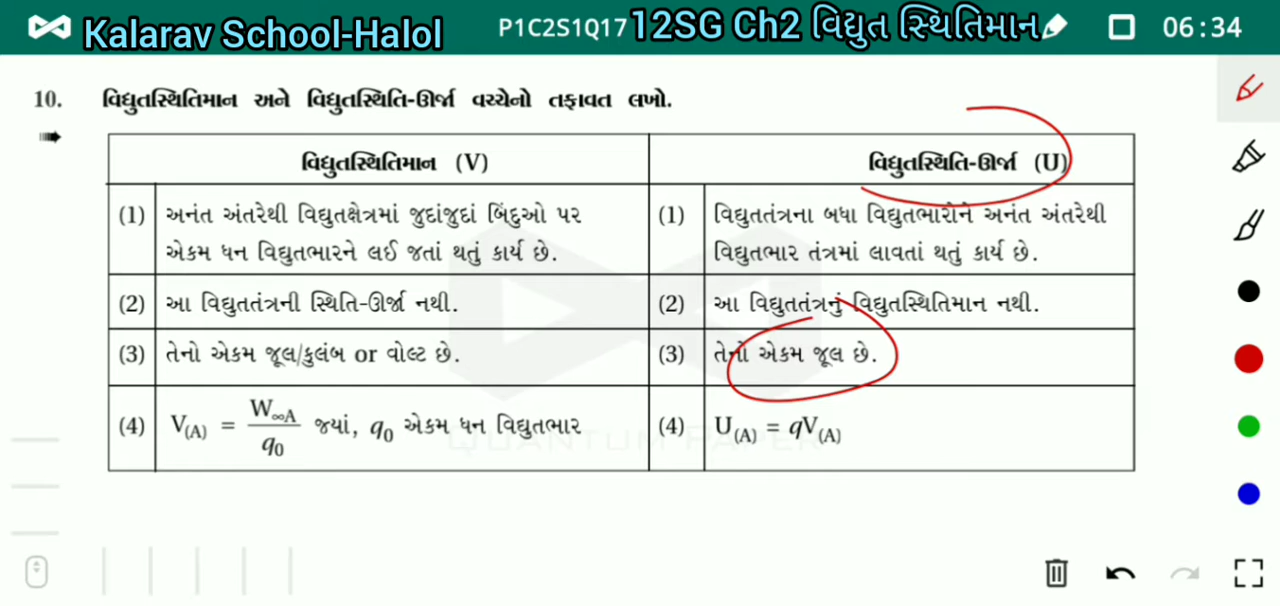 Kalarav School-Halol
P1C2S1Q17
12SG Ch2 વિદ્યુત સ્થિતિમાન
06:34
10. વિદ્યુતસ્થિતિમાન અને વિદ્યુતસ્થિતિ-ઊર્જા વચ્ચેનો તફાવત લખો.
વિદ્યુતસ્થિતિમાન (V)
વિદ્યુતસ્થિતિ-ઊર્જા (U)
(1) અનંત અંતરેથી વિદ્યુતક્ષેત્રમાં જુદાંજુદાં બિંદુઓ પર
એકમ ધન વિદ્યુતભારને લઈ જતાં થતું કાર્ય છે.
(1) વિદ્યુતતંત્રના બધા વિદ્યુતભારોને અનંત અંતરેથી
વિદ્યુતભાર તંત્રમાં લાવતાં થતું કાર્ય છે.
(2) આ વિદ્યુતતંત્રની સ્થિતિ-ઊર્જા નથી.
(2) આ વિદ્યુતતંત્રનું વિદ્યુતસ્થિતિમાન નથી.
(3) તેનો એકમ જૂલ/કુલંબ or વોલ્ટ છે.
(3) તેનો એકમ જૂલ છે.
(4) V(A) = W∞A / q0 જ્યાં, q0 એકમ ધન વિદ્યુતભાર
(4) U(A) = qV(A)
QUANTUM PAPER